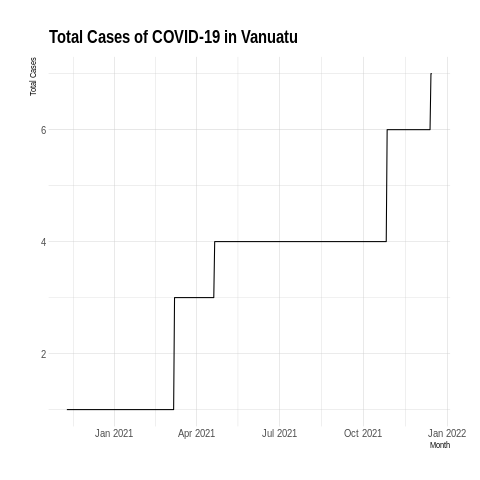 Total Cases of COVID-19 in Vanuatu
Total Cases
6
4
2
Jan 2021 Apr 2021 Jul 2021 Oct 2021 Jan 2022
Month